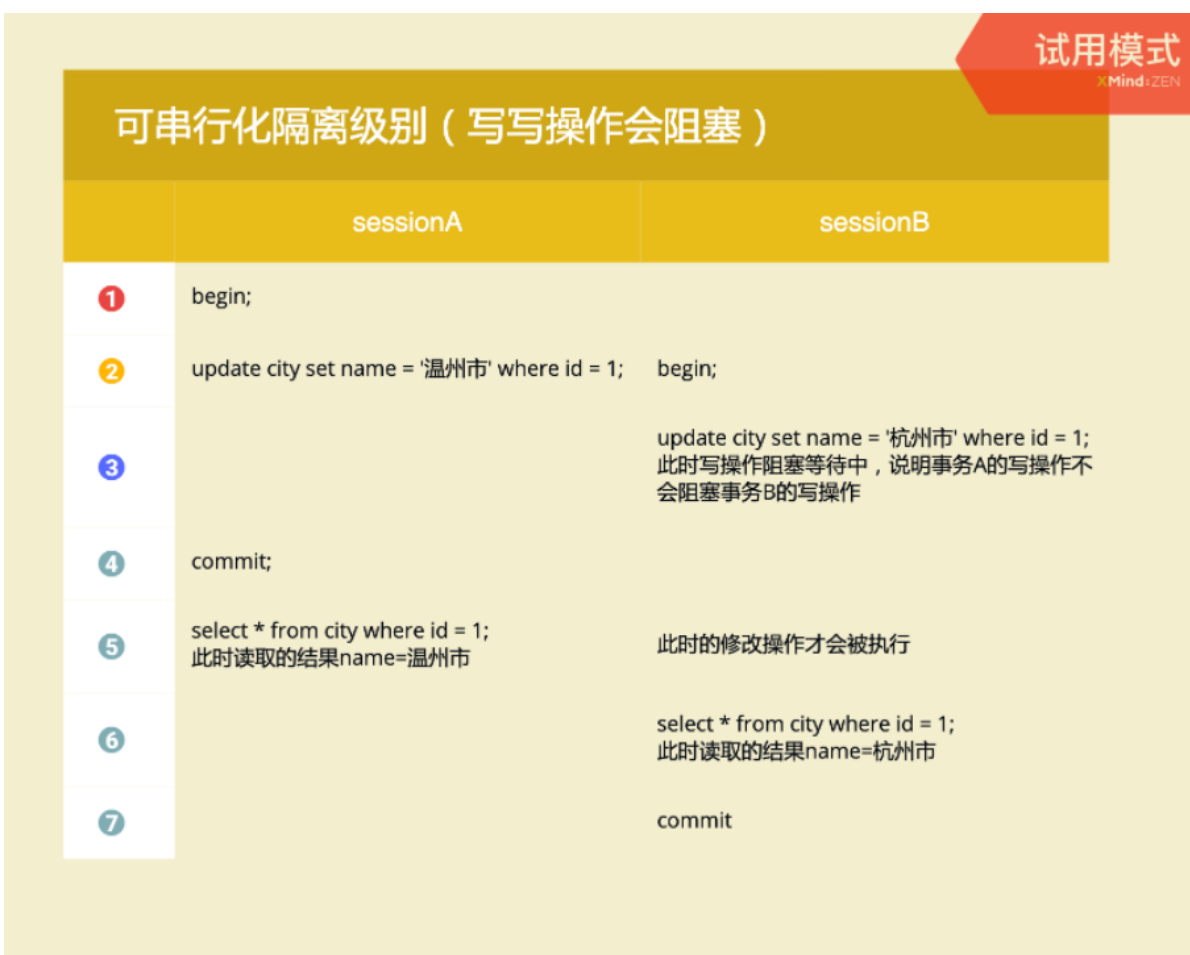 试用模式
XMind:ZEN
可串行化隔离级别（写写操作会阻塞）
sessionA sessionB
1 begin;
2 update city set name = '温州市' where id = 1; begin;
3 update city set name = '杭州市' where id = 1;
此时写操作阻塞等待中，说明事务A的写操作不
会阻塞事务B的写操作
4 commit;
5 select * from city where id = 1;
此时读取的结果name=温州市
此时的修改操作才会被执行
6 select * from city where id = 1;
此时读取的结果name=杭州市
7 commit